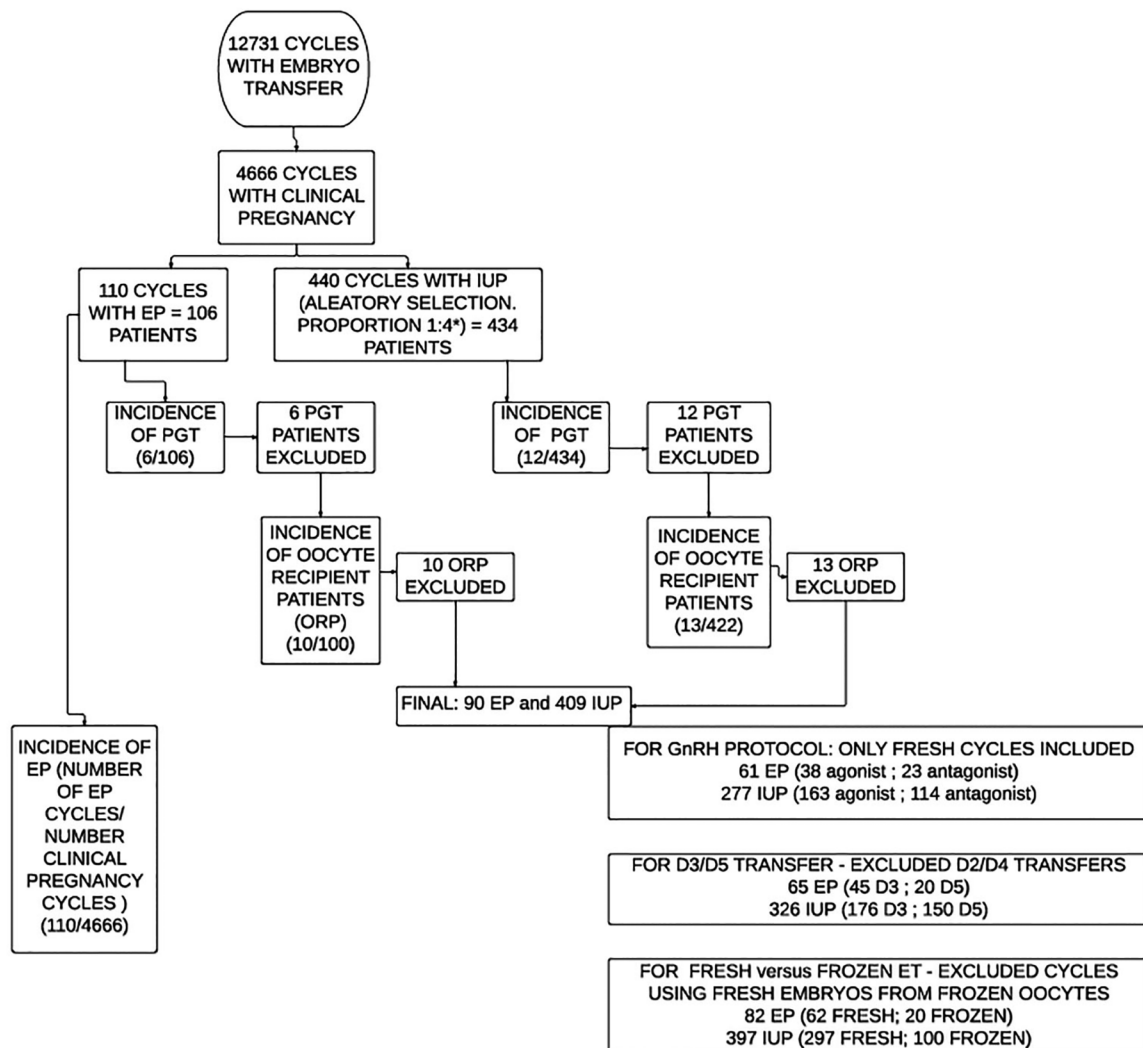 12731 CYCLES
WITH EMBRYO
TRANSFER
4666 CYCLES
WITH CLINICAL
PREGNANCY
110 CYCLES
WITH EP = 106
PATIENTS
440 CYCLES WITH IUP
(ALEATORY SELECTION.
PROPORTION 1:4*) = 434
PATIENTS
INCIDENCE
OF PGT
(6/106)
6 PGT
PATIENTS
EXCLUDED
INCIDENCE
OF PGT
(12/434)
12 PGT
PATIENTS
EXCLUDED
INCIDENCE
OF OOCYTE
RECIPIENT
PATIENTS
(ORP)
(10/100)
10 ORP
EXCLUDED
INCIDENCE
OF OOCYTE
RECIPIENT
PATIENTS
(13/422)
13 ORP
EXCLUDED
FINAL: 90 EP and 409 IUP
INCIDENCE OF
EP (NUMBER
OF EP
CYCLES/
NUMBER
CLINICAL
PREGNANCY
CYCLES )
(110/4666)
FOR GnRH PROTOCOL: ONLY FRESH CYCLES INCLUDED
61 EP (38 agonist ; 23 antagonist)
277 IUP (163 agonist ; 114 antagonist)
FOR D3/D5 TRANSFER - EXCLUDED D2/D4 TRANSFERS
65 EP (45 D3 ; 20 D5)
326 IUP (176 D3 ; 150 D5)
FOR FRESH versus FROZEN ET - EXCLUDED CYCLES
USING FRESH EMBRYOS FROM FROZEN OOCYTES
82 EP (62 FRESH; 20 FROZEN)
397 IUP (297 FRESH; 100 FROZEN)